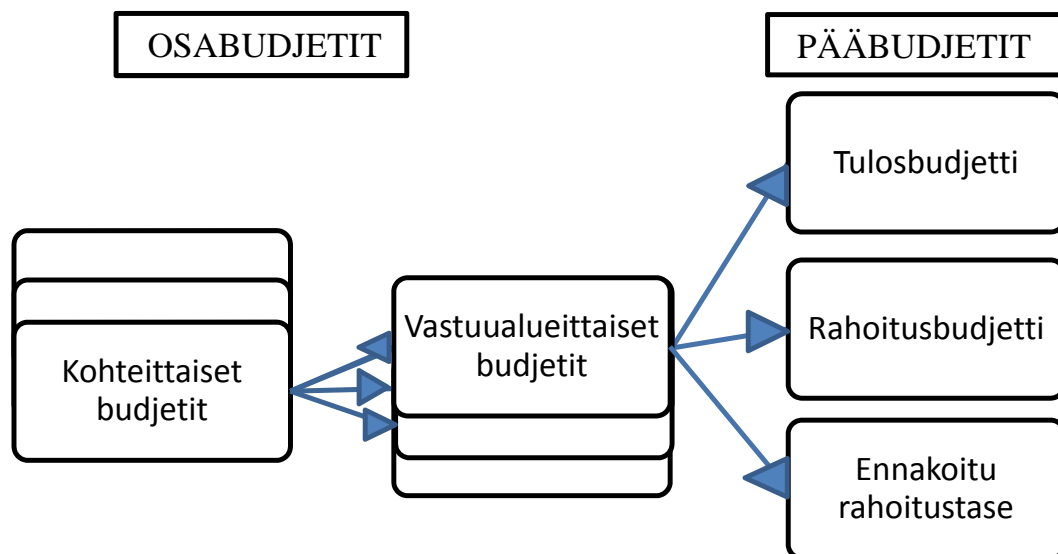 OSABUDJETIT
PÄÄBUDJETIT
Kohteittaiset
budjetit
Vastuualueittaiset
budjetit
Tulosbudjetti
Rahoitusbudjetti
Ennakoitu
rahoitustase